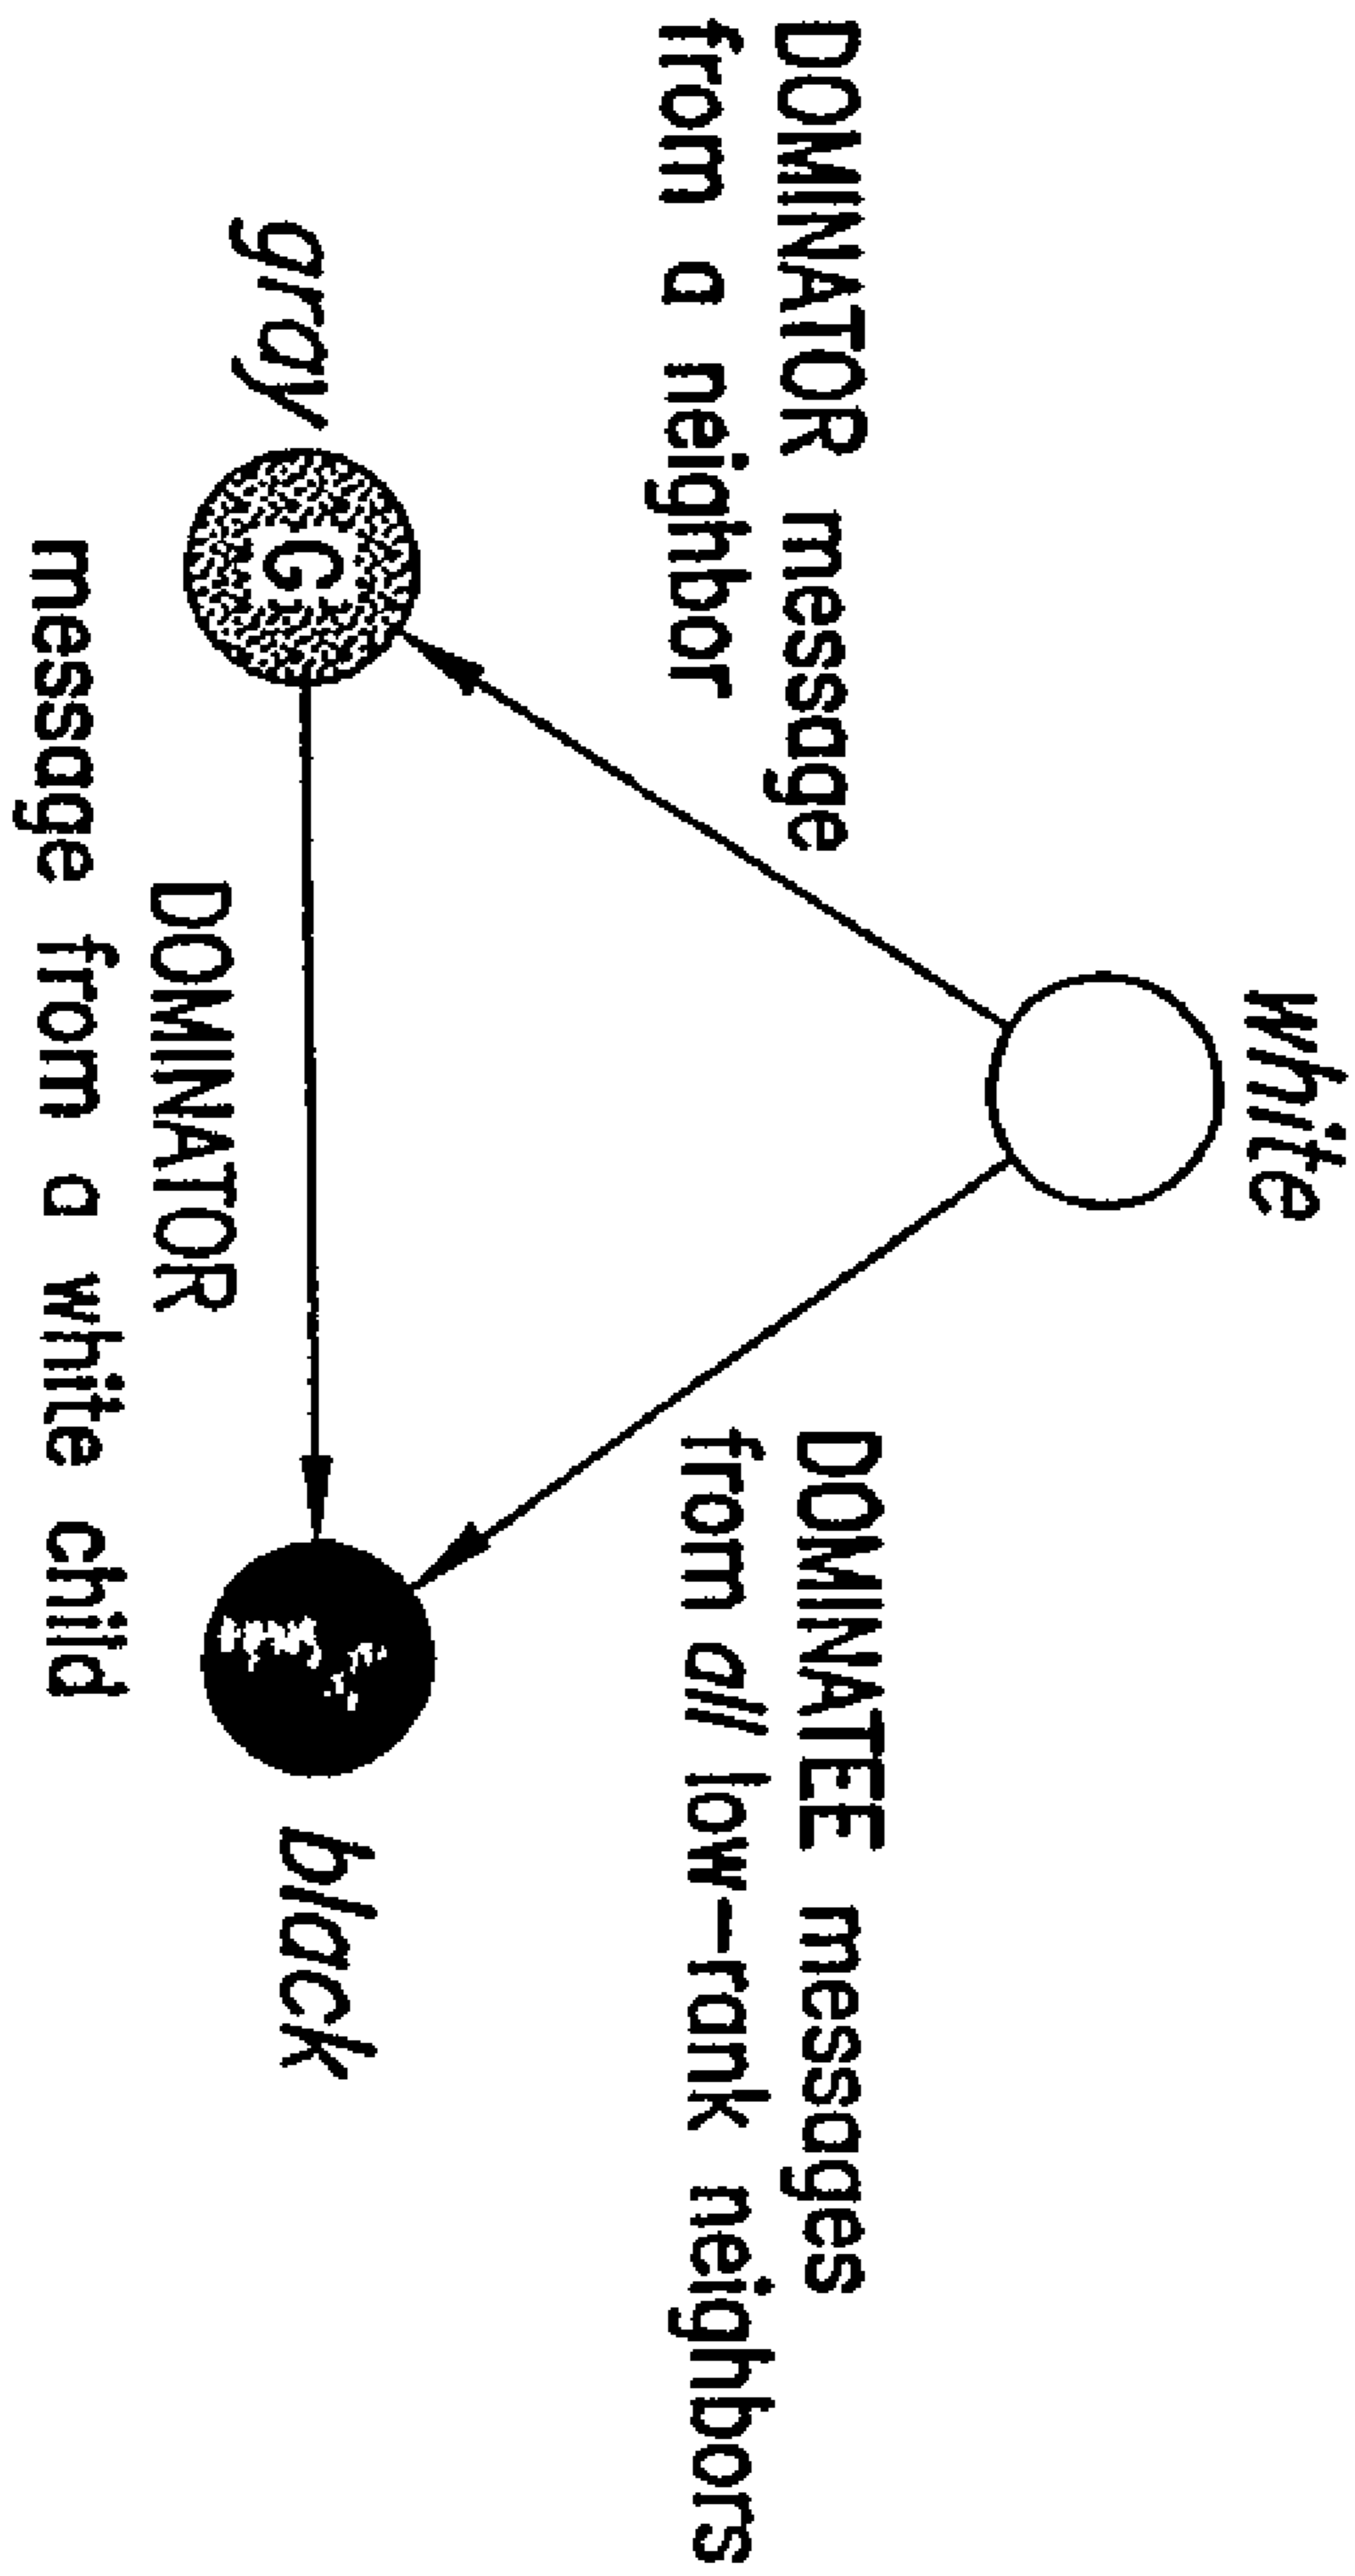 white
DOMINATOR message
from a neighbor
DOMINATEE messages
from all low-rank neighbors
gray
G
black
DOMINATOR
message from a white child